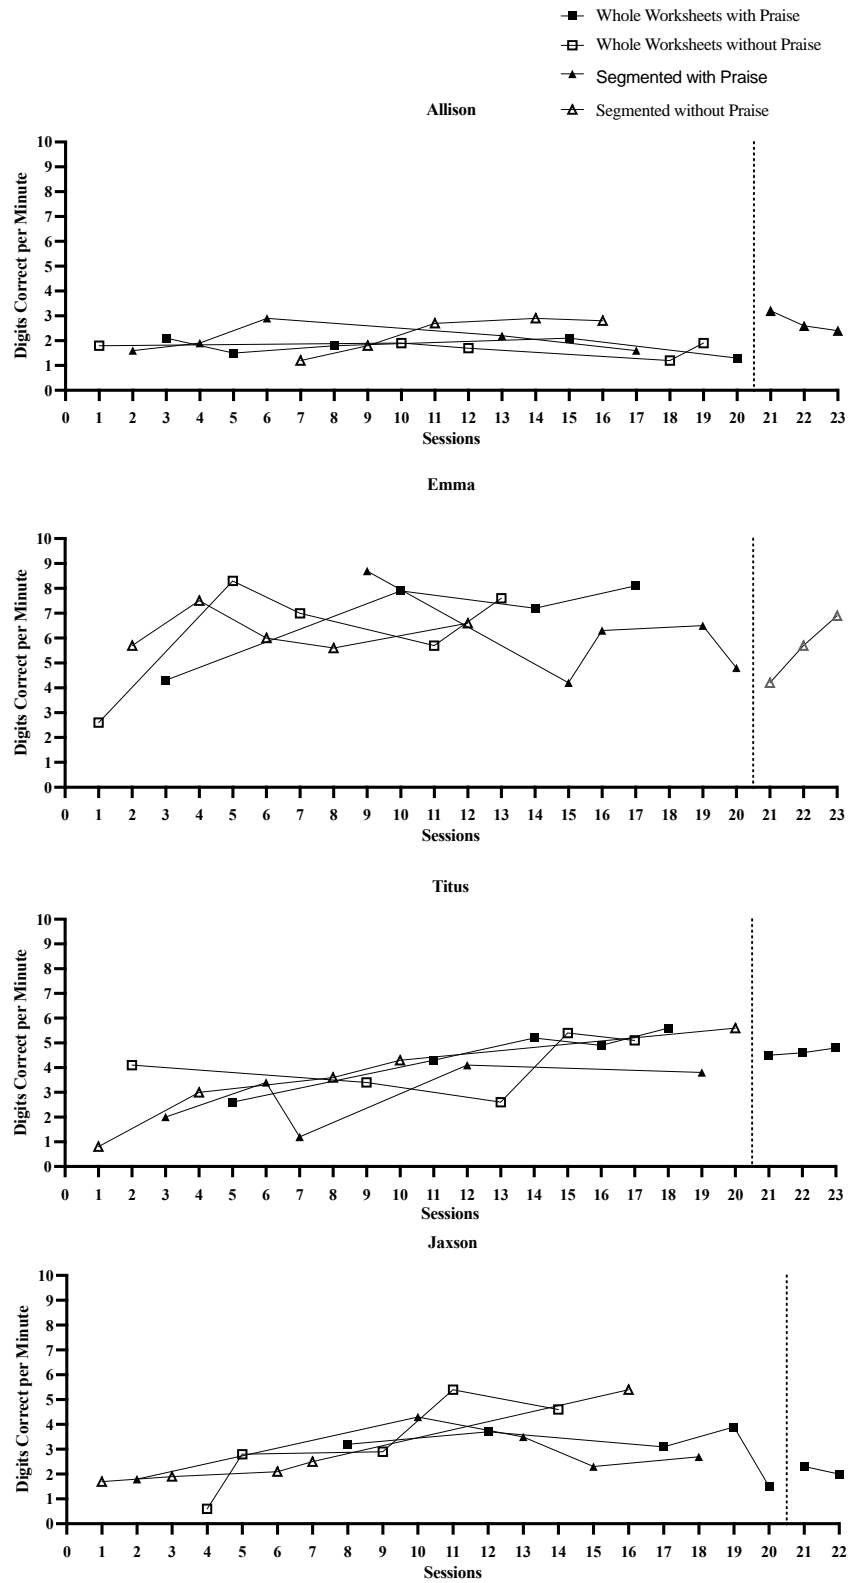 Whole Worksheets with Praise
Whole Worksheets without Praise
Segmented with Praise
Segmented without Praise
Allison
Digits Correct per Minute
10
9
8
7
6
5
4
3
2
1
0
0 1 2 3 4 5 6 7 8 9 10 11 12 13 14 15 16 17 18 19 20 21 22 23
Sessions
Emma
Digits Correct per Minute
10
9
8
7
6
5
4
3
2
1
0
0 1 2 3 4 5 6 7 8 9 10 11 12 13 14 15 16 17 18 19 20 21 22 23
Sessions
Titus
Digits Correct per Minute
10
9
8
7
6
5
4
3
2
1
0
0 1 2 3 4 5 6 7 8 9 10 11 12 13 14 15 16 17 18 19 20 21 22 23
Sessions
Jaxson
Digits Correct per Minute
10
9
8
7
6
5
4
3
2
1
0
0 1 2 3 4 5 6 7 8 9 10 11 12 13 14 15 16 17 18 19 20 21 22
Sessions